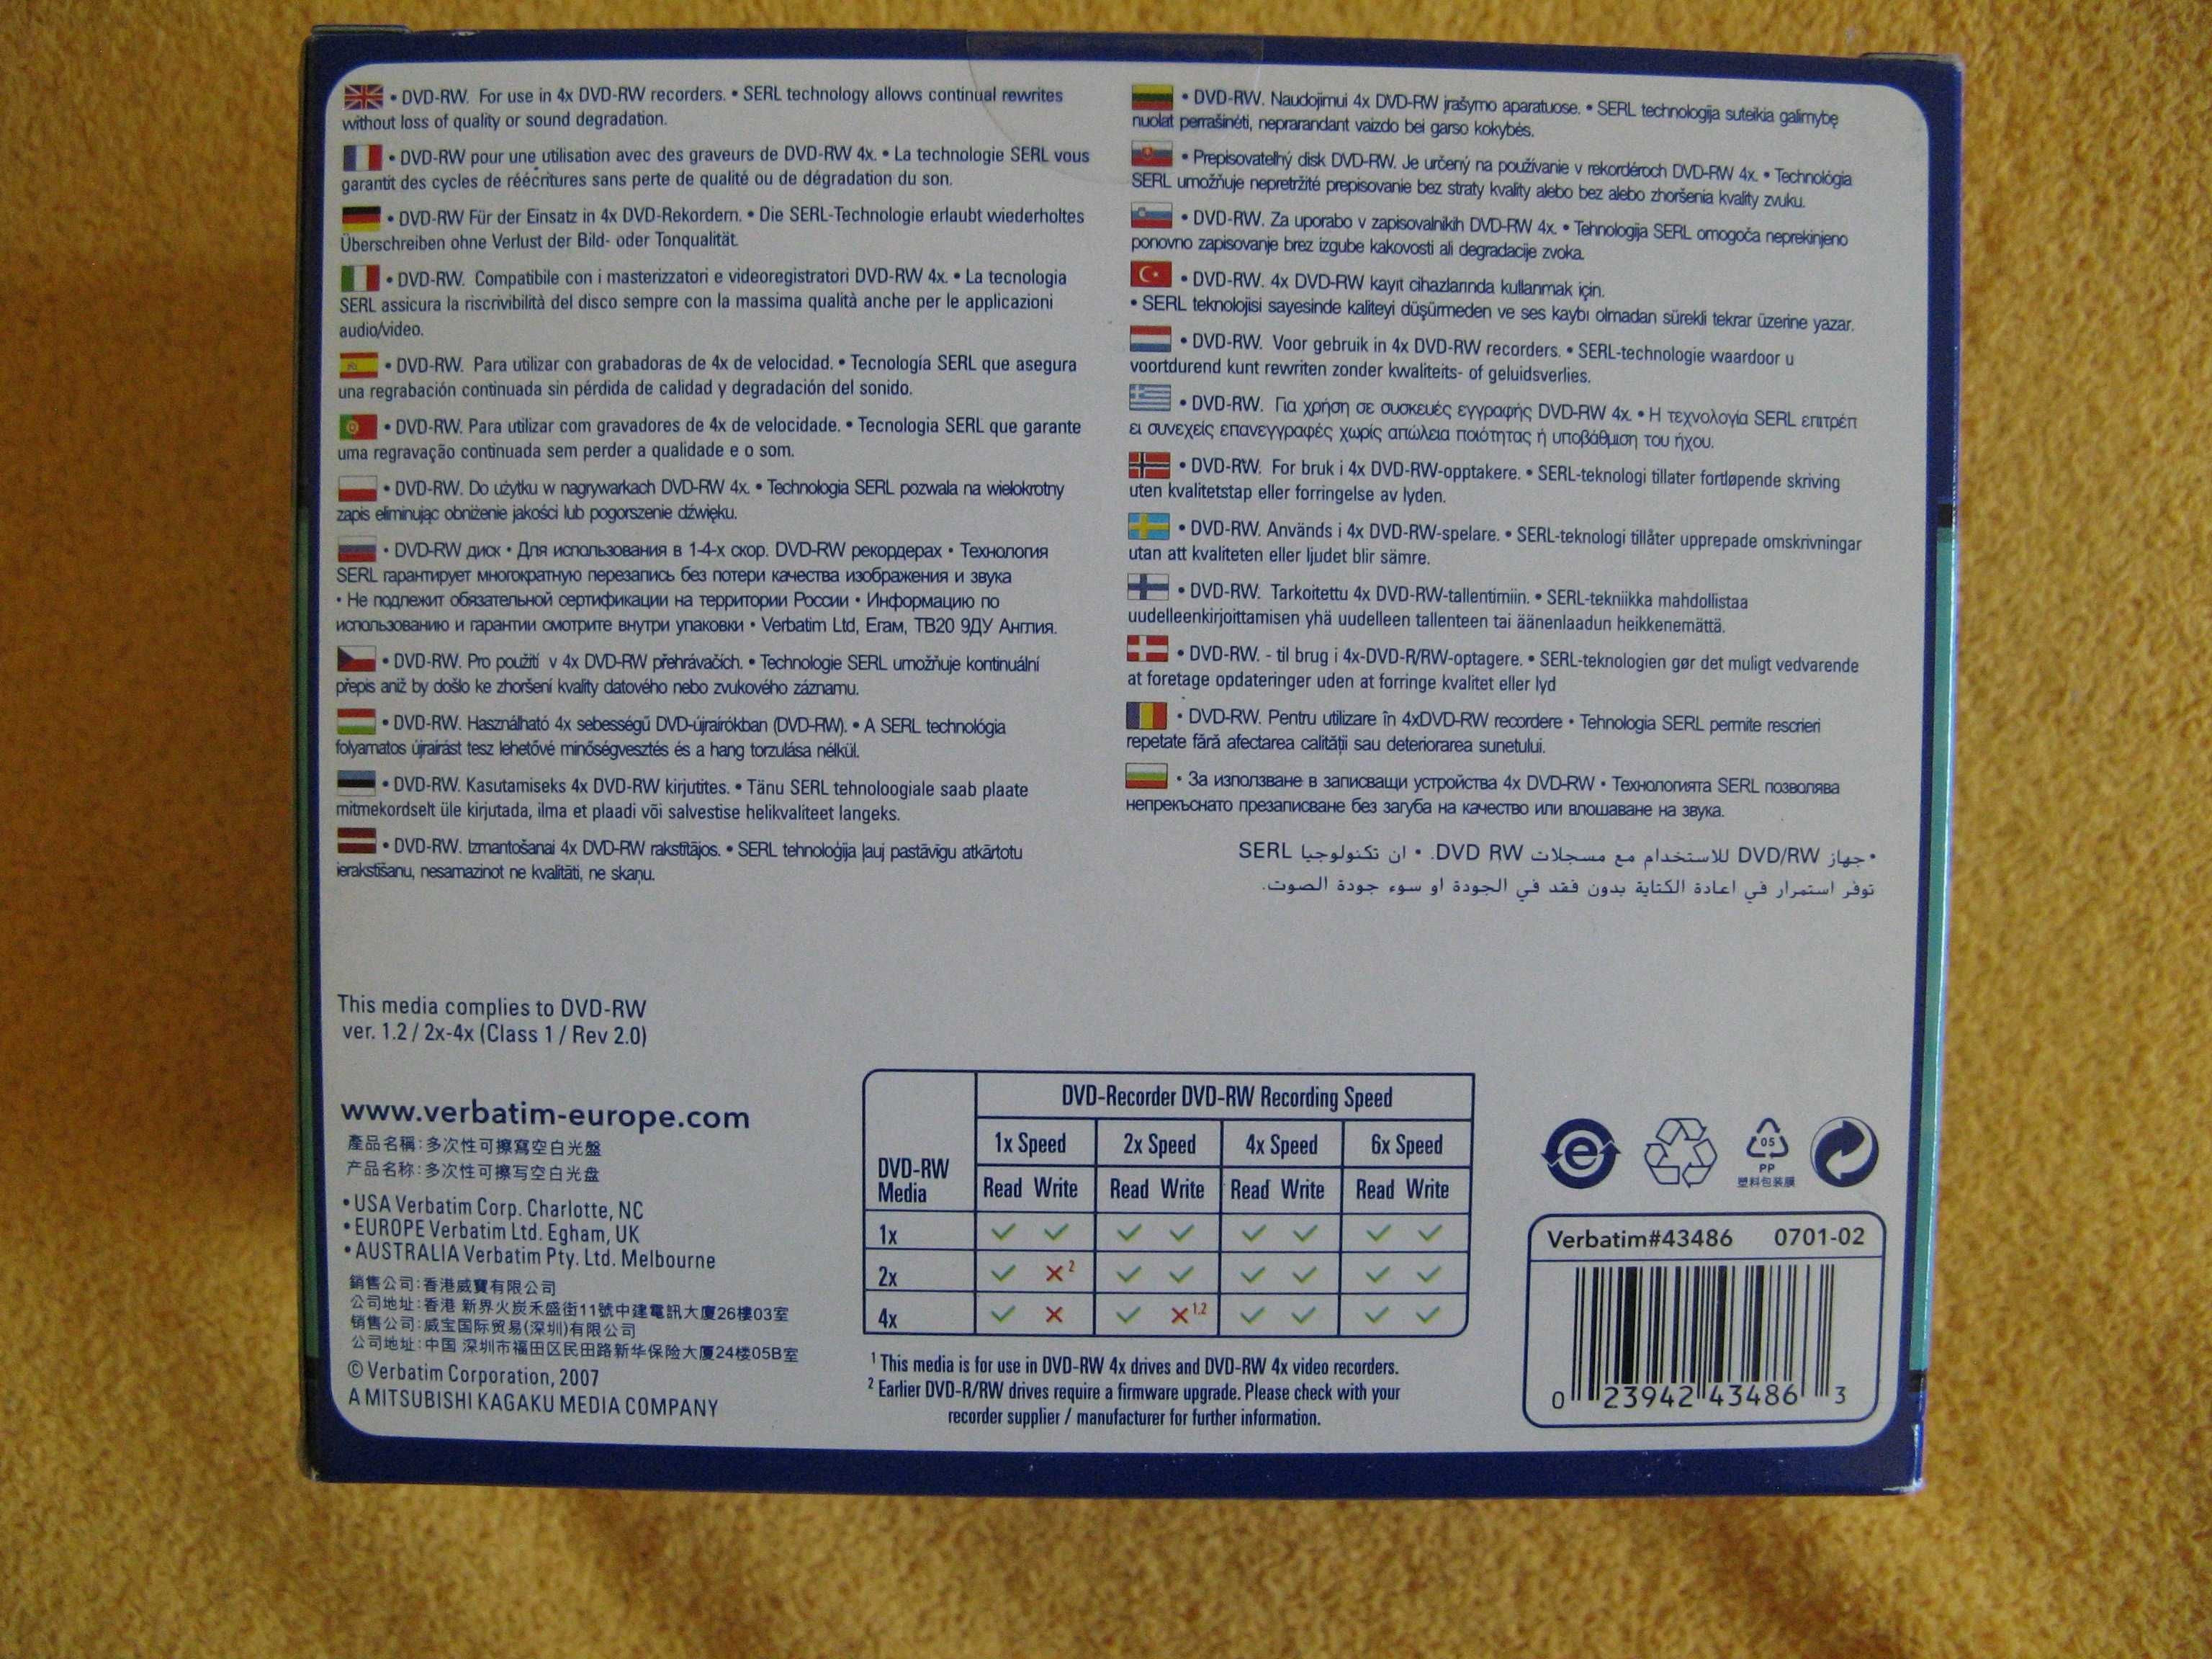 • DVD-RW. For use in 4x DVD-RW recorders. • SERL technology allows continual rewrites
without loss of quality or sound degradation.
• DVD-RW pour une utilisation avec des graveurs de DVD-RW 4x. • La technologie SERL vous
garantit des cycles de réécritures sans perte de qualité ou de dégradation du son.
• DVD-RW Für der Einsatz in 4x DVD-Rekordern. • Die SERL-Technologie erlaubt wiederholtes
Überschreiben ohne Verlust der Bild- oder Tonqualität.
• DVD-RW. Compatibile con i masterizzatori e videoregistratori DVD-RW 4x. • La tecnologia
SERL assicura la riscrivibilità del disco sempre con la massima qualità anche per le applicazioni
audio/video.
• DVD-RW. Para utilizar con grabadoras de 4x de velocidad. • Tecnología SERL que asegura
una regrabación continuada sin pérdida de calidad y degradación del sonido.
• DVD-RW. Para utilizar com gravadores de 4x de velocidade. • Tecnologia SERL que garante
uma regravação continuada sem perder a qualidade e o som.
• DVD-RW. Do użytku w nagrywarkach DVD-RW 4x. • Technologia SERL pozwala na wielokrotny
zapis eliminując obniżenie jakości lub pogorszenie dźwięku.
• DVD-RW диск • Для использования в 1-4-х скор. DVD-RW рекордерах • Технология
SERL гарантирует многократную перезапись без потери качества изображения и звука
• Не подлежит обязательной сертификации на территории России • Информацию по
использованию и гарантии смотрите внутри упаковки • Verbatim Ltd, Егам, ТВ20 9ДУ Англия.
• DVD-RW. Pro použití v 4x DVD-RW přehrávačích. • Technologie SERL umožňuje kontinuální
přepis aniž by došlo ke zhoršení kvality datového nebo zvukového záznamu.
• DVD-RW. Használható 4x sebességű DVD-újraírókban (DVD-RW). • A SERL technológia
folyamatos újraírást tesz lehetővé minőségvesztés és a hang torzulása nélkül.
• DVD-RW. Kasutamiseks 4x DVD-RW kirjutites. • Tänu SERL tehnoloogiale saab plaate
mitmekordselt üle kirjutada, ilma et plaadi või salvestise helikvaliteet langeks.
• DVD-RW. Izmantošanai 4x DVD-RW rakstītājos. • SERL tehnoloģija ļauj pastāvīgu atkārtotu
ierakstīšanu, nesamazinot ne kvalitāti, ne skaņu.
• DVD-RW. Naudojimui 4x DVD-RW įrašymo aparatuose. • SERL technologija suteikia galimybę
nuolat perrašinėti, neprarandant vaizdo bei garso kokybės.
• Prepisovateľný disk DVD-RW. Je určený na používanie v rekordéroch DVD-RW 4x. • Technológia
SERL umožňuje nepretržité prepisovanie bez straty kvality alebo bez alebo zhoršenia kvality zvuku.
• DVD-RW. Za uporabo v zapisovalnikih DVD-RW 4x. • Tehnologija SERL omogoča neprekinjeno
ponovno zapisovanje brez izgube kakovosti ali degradacije zvoka.
• DVD-RW. 4x DVD-RW kayıt cihazlarında kullanmak için.
• SERL teknolojisi sayesinde kaliteyi düşürmeden ve ses kaybı olmadan sürekli tekrar üzerine yazar.
• DVD-RW. Voor gebruik in 4x DVD-RW recorders. • SERL-technologie waardoor u
voortdurend kunt rewriten zonder kwaliteits- of geluidsverlies.
• DVD-RW. Για χρήση σε συσκευές εγγραφής DVD-RW 4x. • Η τεχνολογία SERL επιτρέπ
ει συνεχείς επανεγγραφές χωρίς απώλεια ποιότητας ή υποβάθμιση του ήχου.
• DVD-RW. For bruk i 4x DVD-RW-opptakere. • SERL-teknologi tillater fortløpende skriving
uten kvalitetstap eller forringelse av lyden.
• DVD-RW. Används i 4x DVD-RW-spelare. • SERL-teknologi tillåter upprepade omskrivningar
utan att kvaliteten eller ljudet blir sämre.
• DVD-RW. Tarkoitettu 4x DVD-RW-tallentimiin. • SERL-tekniikka mahdollistaa
uudelleenkirjoittamisen yhä uudelleen tallenteen tai äänenlaadun heikkenemättä.
• DVD-RW. - til brug i 4x-DVD-R/RW-optagere. • SERL-teknologien gør det muligt vedvarende
at foretage opdateringer uden at forringe kvalitet eller lyd
• DVD-RW. Pentru utilizare în 4xDVD-RW recordere • Tehnologia SERL permite rescrieri
repetate fără afectarea calității sau deteriorarea sunetului.
• За използване в записващи устройства 4x DVD-RW • Технологията SERL позволява
непрекъснато презаписване без загуба на качество или влошаване на звука.
• جهاز DVD/RW للاستخدام مع مسجلات DVD RW. • ان تكنولوجيا SERL
توفر استمرار في اعادة الكتابة بدون فقد في الجودة او سوء جودة الصوت.
This media complies to DVD-RW
ver. 1.2 / 2x-4x (Class 1 / Rev 2.0)
www.verbatim-europe.com
產品名稱:多次性可擦寫空白光盤
产品名称:多次性可擦写空白光盘
• USA Verbatim Corp. Charlotte, NC
• EUROPE Verbatim Ltd. Egham, UK
• AUSTRALIA Verbatim Pty. Ltd. Melbourne
銷售公司:香港威寶有限公司
公司地址:香港 新界火炭禾盛街11號中建電訊大廈26樓03室
销售公司:威宝国际贸易(深圳)有限公司
公司地址:中国 深圳市福田区民田路新华保险大厦24楼05B室
© Verbatim Corporation, 2007
A MITSUBISHI KAGAKU MEDIA COMPANY
DVD-Recorder DVD-RW Recording Speed
DVD-RW
Media
1x Speed 2x Speed 4x Speed 6x Speed
Read Write Read Write Read Write Read Write
1x ✓ ✓ ✓ ✓ ✓ ✓ ✓ ✓
2x ✓ ✗2 ✓ ✓ ✓ ✓ ✓ ✓
4x ✓ ✗ ✓ ✗1,2 ✓ ✓ ✓ ✓
1 This media is for use in DVD-RW 4x drives and DVD-RW 4x video recorders.
2 Earlier DVD-R/RW drives require a firmware upgrade. Please check with your
recorder supplier / manufacturer for further information.
e
05
PP
塑料包装膜
Verbatim#43486 0701-02
0 23942 43486 3